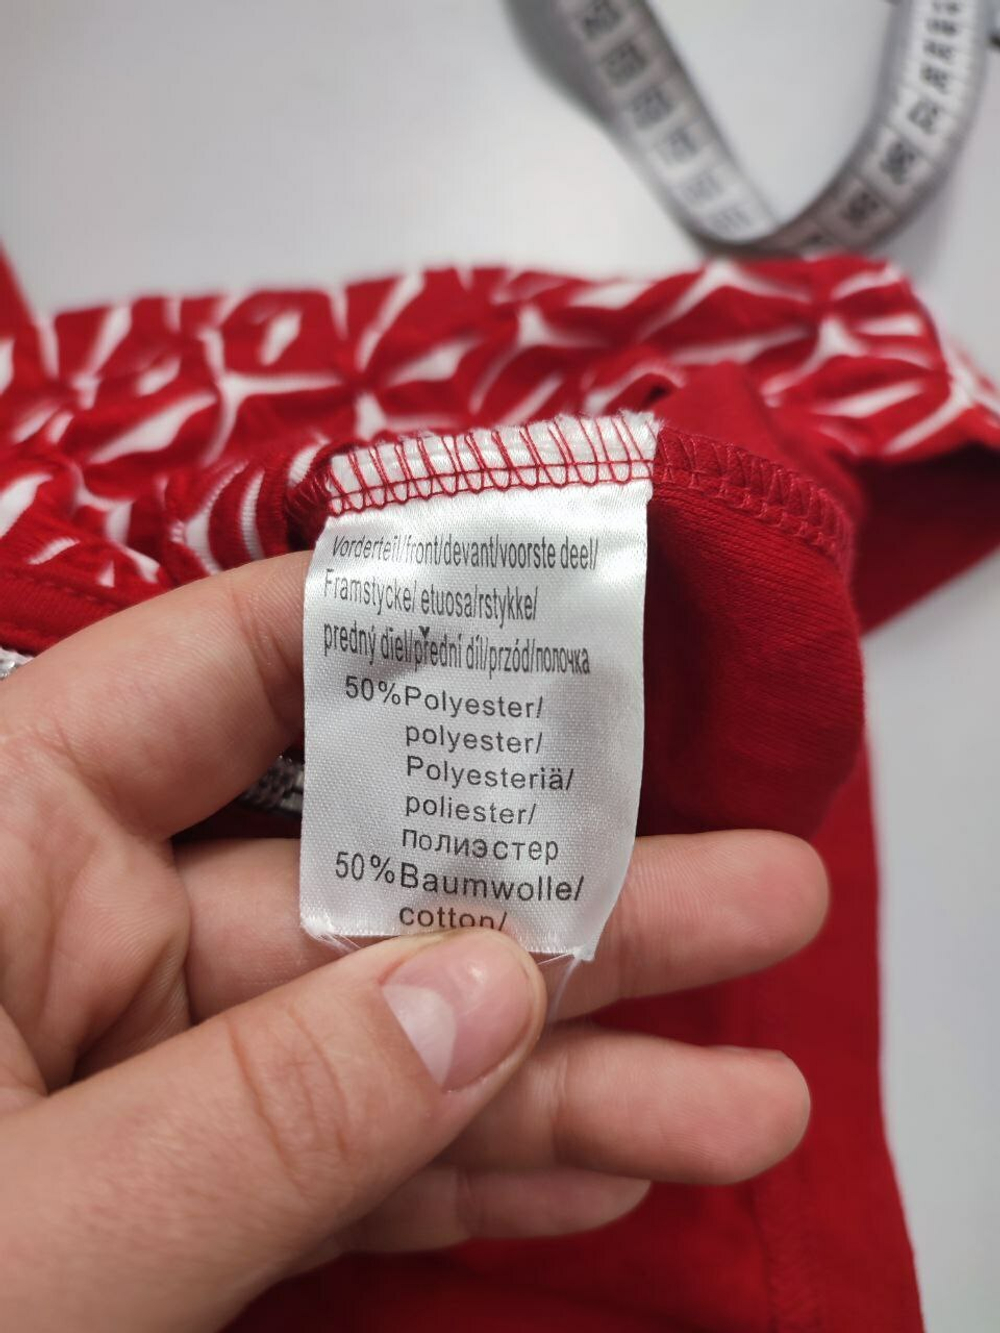 Vorderteil/front/devant/voorste deel/
Framstycke/ etuosa/rstykke/
predný diel/přední díl/przód/полочка
50%Polyester/
polyester/
Polyesteriä/
poliester/
полиэстер
50%Baumwolle/
cotton/